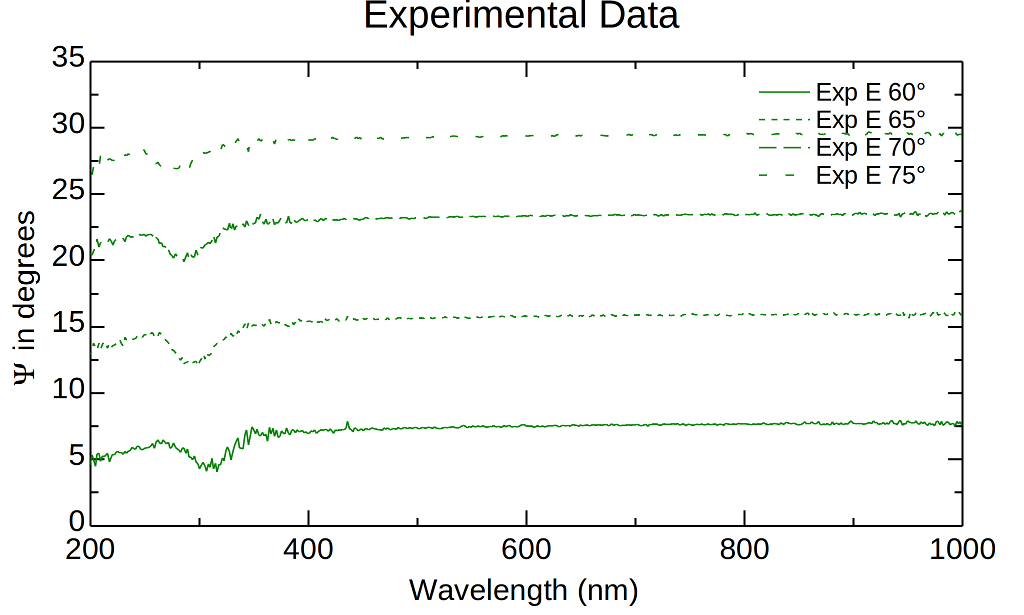 Experimental Data
35
30
25
20
15
10
5
0
Ψ in degrees
Exp E 60°
Exp E 65°
Exp E 70°
Exp E 75°
200 400 600 800 1000
Wavelength (nm)